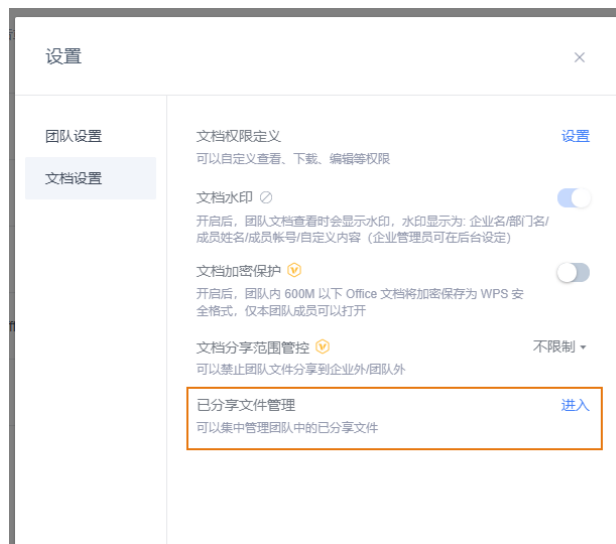 设置
团队设置
文档设置
文档权限定义 设置
可以自定义查看、下载、编辑等权限
文档水印
开启后，团队文档查看时会显示水印，水印显示为: 企业名/部门名/
成员姓名/成员帐号/自定义内容（企业管理员可在后台设定）
文档加密保护
开启后，团队内 600M 以下 Office 文档将加密保存为 WPS 安
全格式，仅本团队成员可以打开
文档分享范围管控 不限制
可以禁止团队文件分享到企业外/团队外
已分享文件管理 进入
可以集中管理团队中的已分享文件